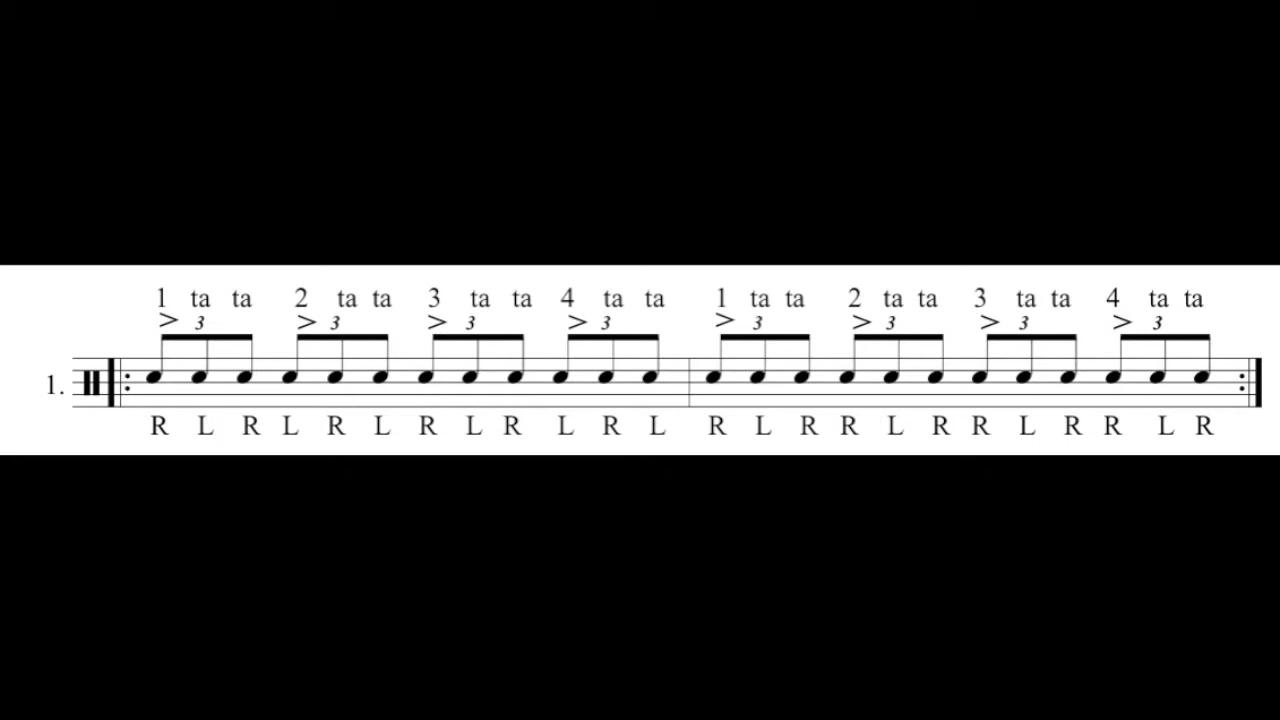 1 ta ta 2 ta ta 3 ta ta 4 ta ta 1 ta ta 2 ta ta 3 ta ta 4 ta ta
> 3 > 3 > 3 > 3 > 3 > 3 > 3 > 3
1.
R L R L R L R L R L R L R L R R L R R L R R L R